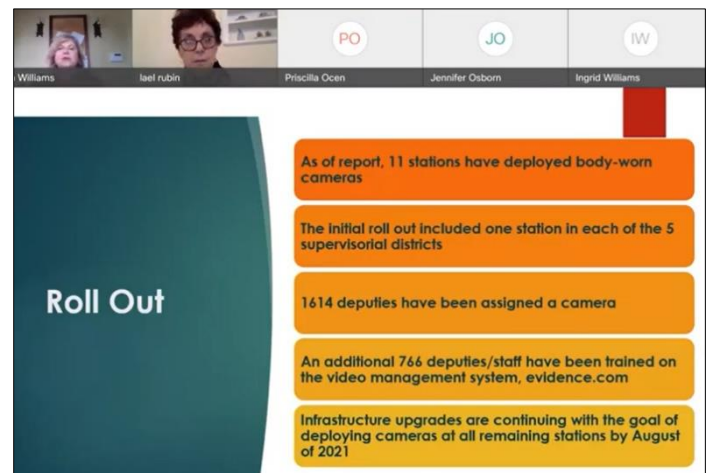 PO
JO
IW
Williams
lael rubin
Priscilla Ocen
Jennifer Osborn
Ingrid Williams
Roll Out
As of report, 11 stations have deployed body-worn
cameras
The initial roll out included one station in each of the 5
supervisorial districts
1614 deputies have been assigned a camera
An additional 766 deputies/staff have been trained on
the video management system, evidence.com
Infrastructure upgrades are continuing with the goal of
deploying cameras at all remaining stations by August
of 2021